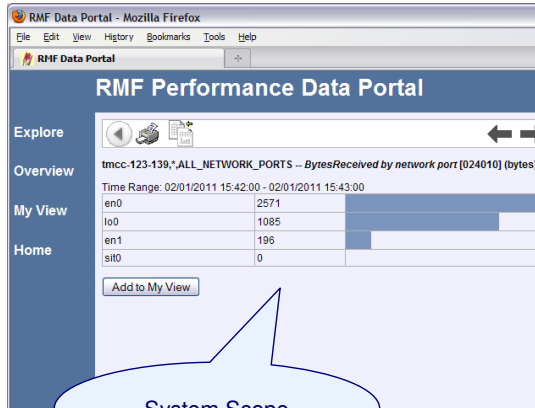 RMF Data Portal - Mozilla Firefox
File Edit View History Bookmarks Tools Help
RMF Data Portal
RMF Performance Data Portal
Explore
Overview
My View
Home
tmcc-123-139,*,ALL_NETWORK_PORTS -- BytesReceived by network port [024010] (bytes)
Time Range: 02/01/2011 15:42:00 - 02/01/2011 15:43:00
en0 2571
lo0 1085
en1 196
sit0 0
Add to My View
System Scope